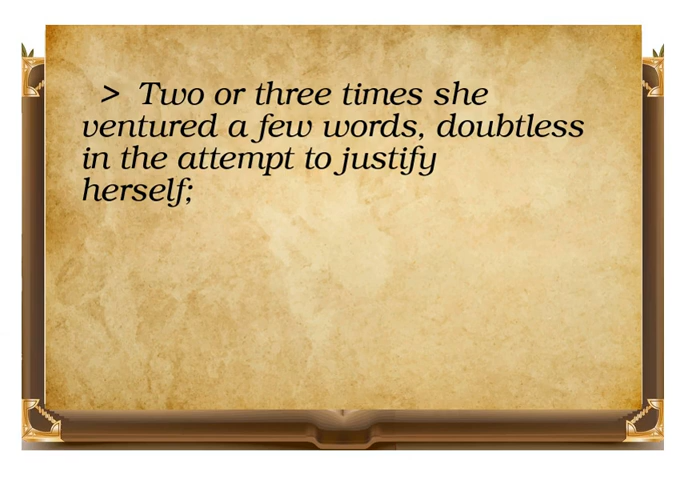 > Two or three times she
ventured a few words, doubtless
in the attempt to justify
herself;